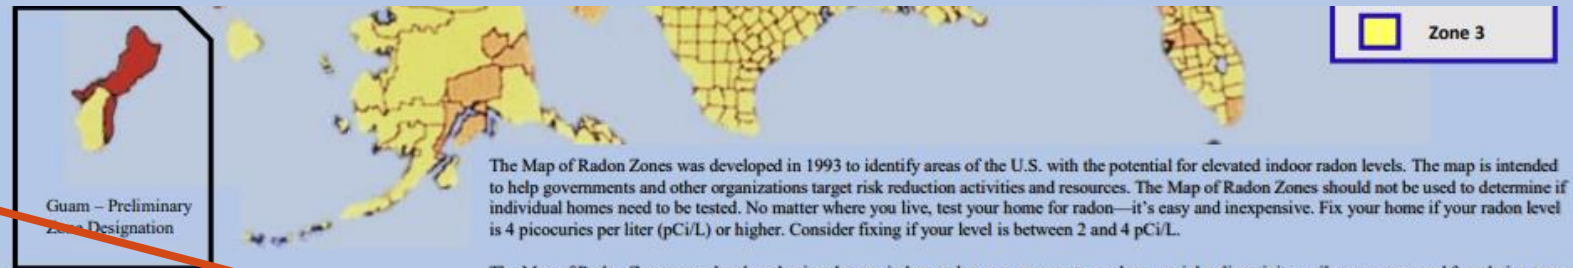 Zone 3
The Map of Radon Zones was developed in 1993 to identify areas of the U.S. with the potential for elevated indoor radon levels. The map is intended
to help governments and other organizations target risk reduction activities and resources. The Map of Radon Zones should not be used to determine if
individual homes need to be tested. No matter where you live, test your home for radon—it's easy and inexpensive. Fix your home if your radon level
is 4 picocuries per liter (pCi/L) or higher. Consider fixing if your level is between 2 and 4 pCi/L.
Guam – Preliminary
Zone Designation